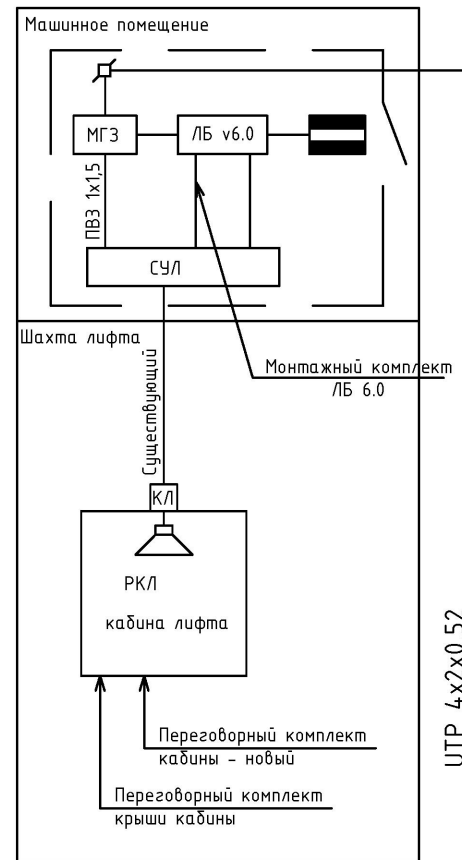 Машинное помещение
МГЗ
ЛБ v6.0
ПВЗ 1х1,5
СУЛ
Шахта лифта
Монтажный комплект
ЛБ 6.0
Существующий
КЛ
РКЛ
кабина лифта
UTP 4x2x0.52
Переговорный комплект
кабины - новый
Переговорный комплект
крыши кабины